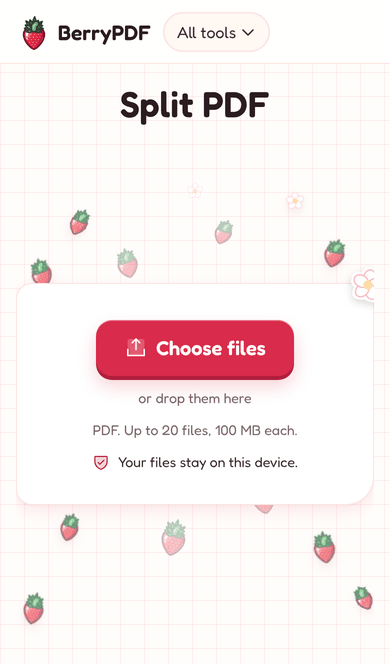 BerryPDF
All tools
Split PDF
Choose files
or drop them here
PDF. Up to 20 files, 100 MB each.
Your files stay on this device.